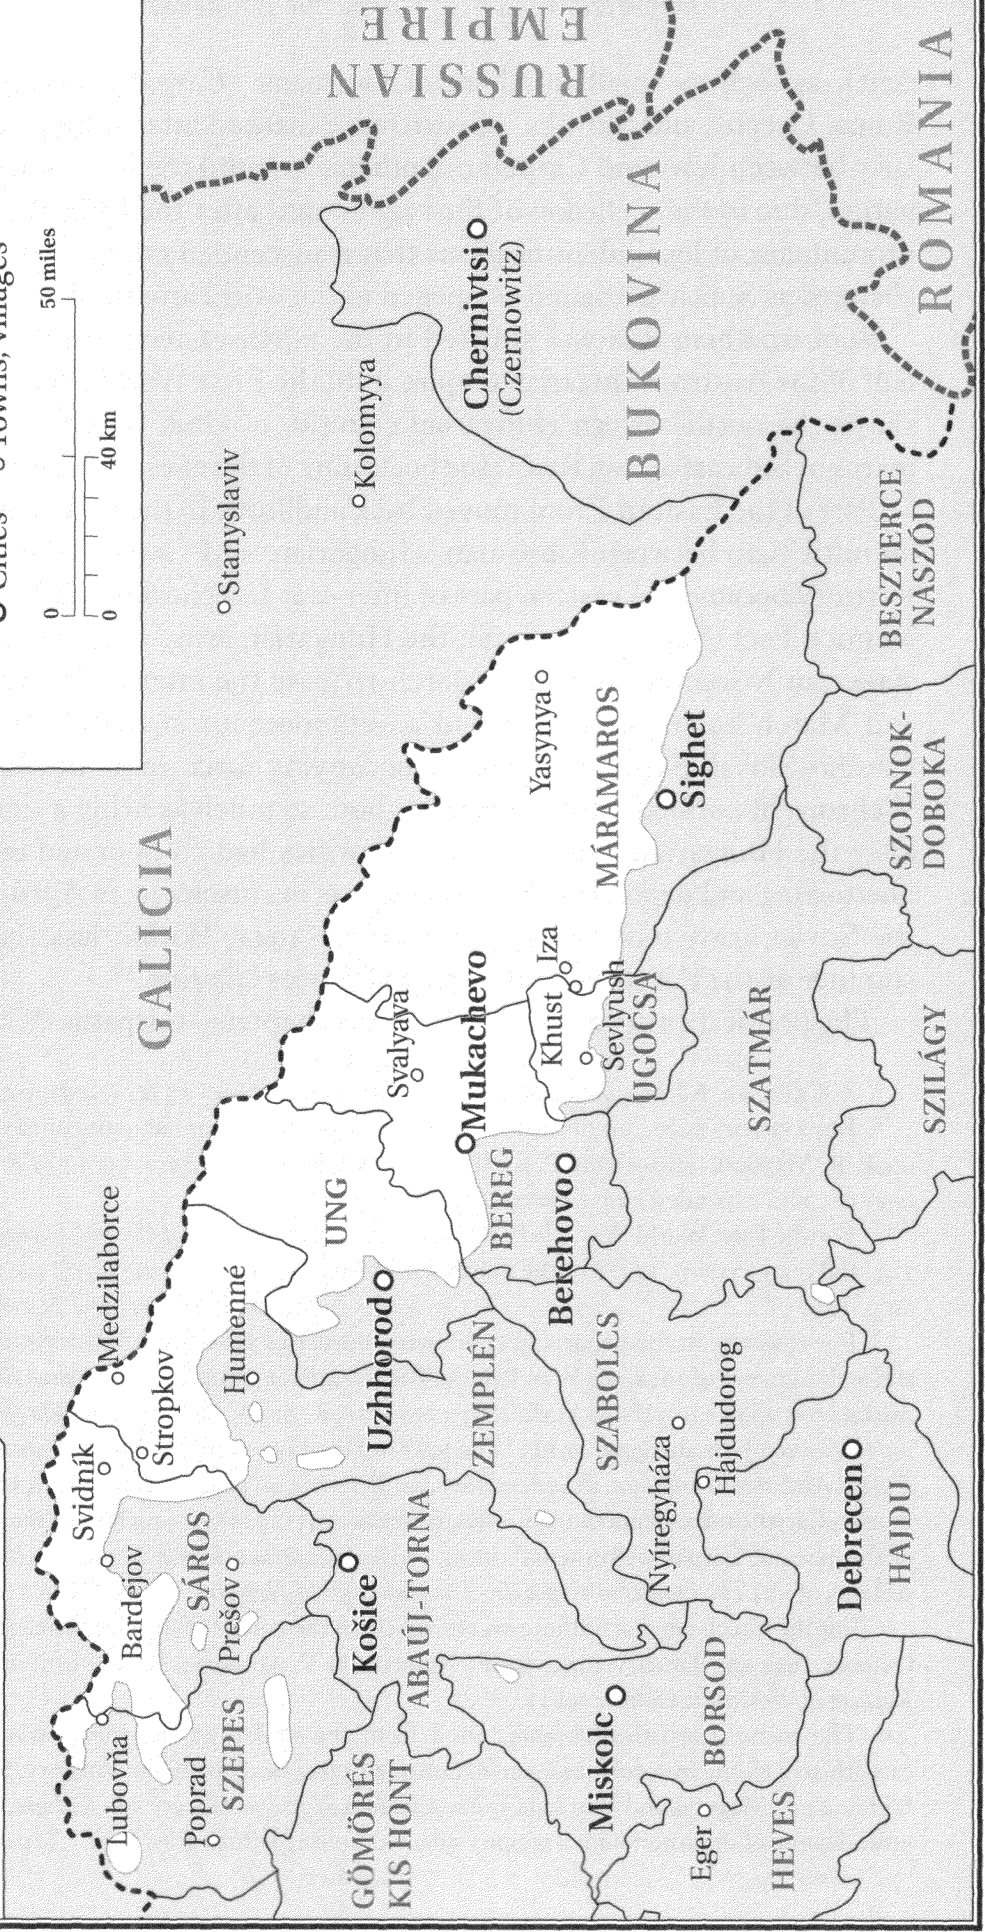 Cities
Towns, villages
0
50 miles
0
40 km
RUSSIAN
EMPIRE
GALICIA
Stanyslaviv
Kolomyya
Chernivtsi
(Czernowitz)
BUKOVINA
ROMANIA
Medzilaborce
Svidník
Stropkov
Humenné
UNG
Svalyava
Mukachevo
Iza
Khust
Sevlyush
UGOCSA
Yasynya
MÁRAMAROS
Sighet
BESZTERCE
NASZÓD
SZOLNOK-
DOBOKA
SZATMÁR
SZILÁGY
BEREG
Berehovo
Uzhhorod
ZEMPLÉN
SZABOLCS
Bardejov
SÁROS
Prešov
Košice
ABAÚJ-TORNA
Nyíregyháza
Hajdudorog
Debrecen
HAJDU
Lubovňa
Poprad
SZEPES
GÖMÖRÉS
KIS HONT
Miskolc
BORSOD
Eger
HEVES